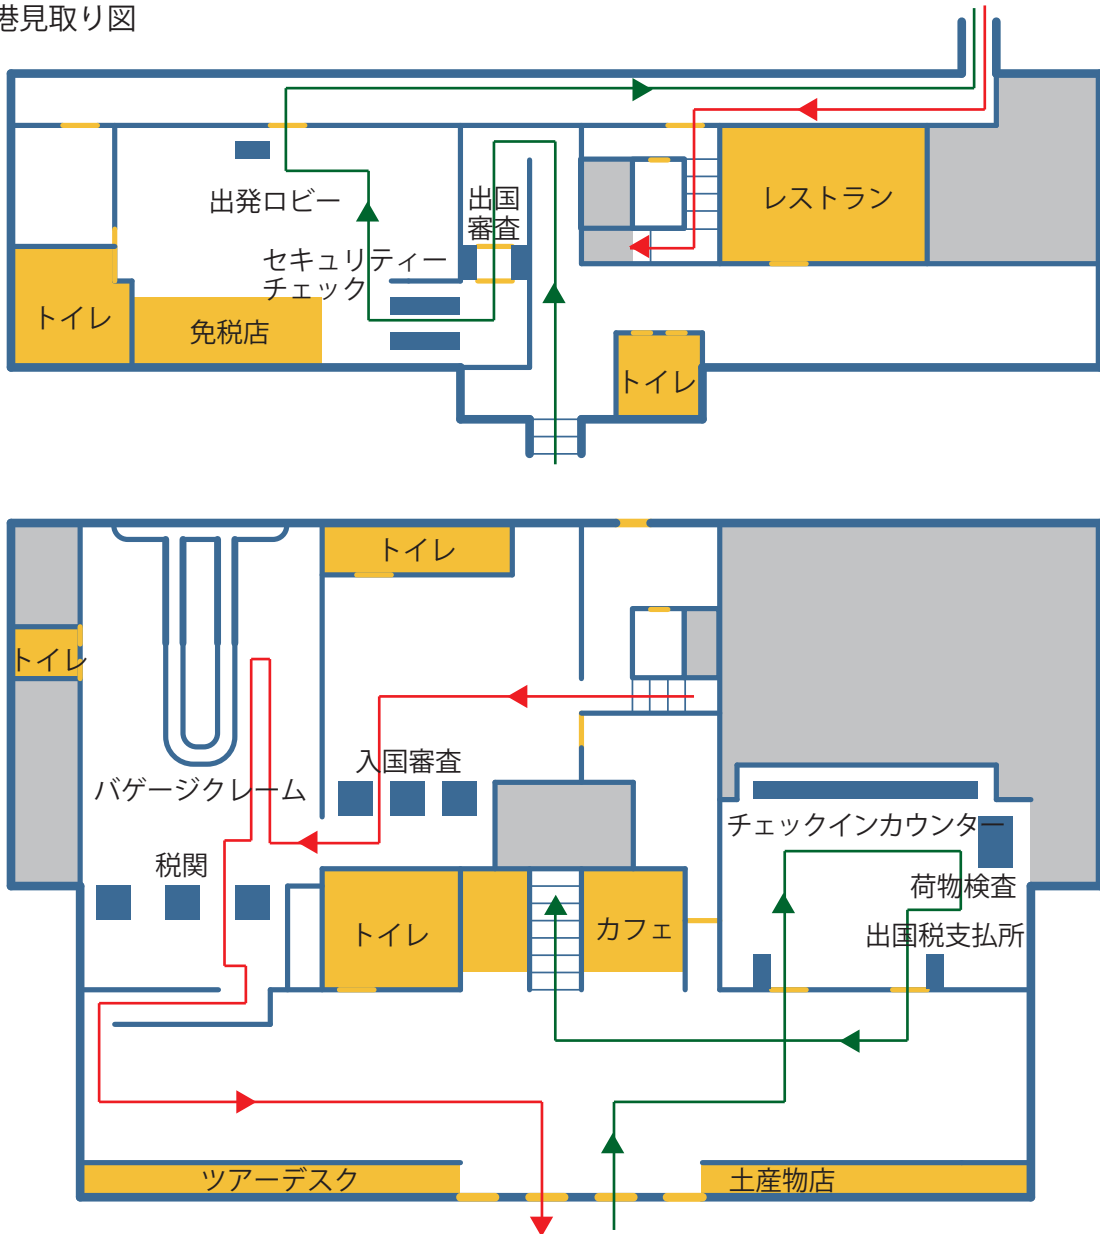 港見取り図
出発ロビー
出国
審査
レストラン
セキュリティー
チェック
トイレ
免税店
トイレ
トイレ
トイレ
入国審査
バゲージクレーム
チェックインカウンター
税関
荷物検査
トイレ
カフェ
出国税支払所
ツアーデスク
土産物店